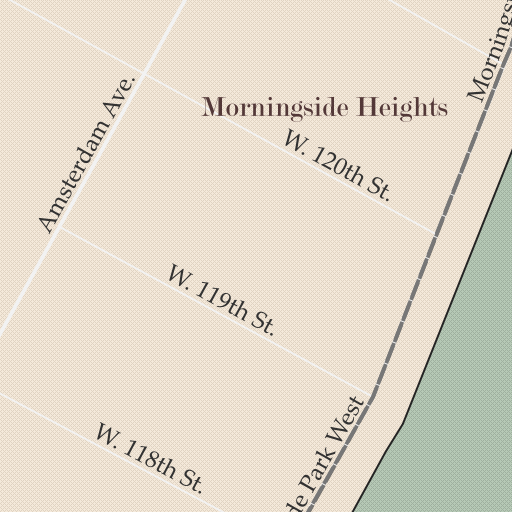 Mornings
Amsterdam Ave.
Morningside Heights
W. 120th St.
W. 119th St.
de Park West
W. 118th St.